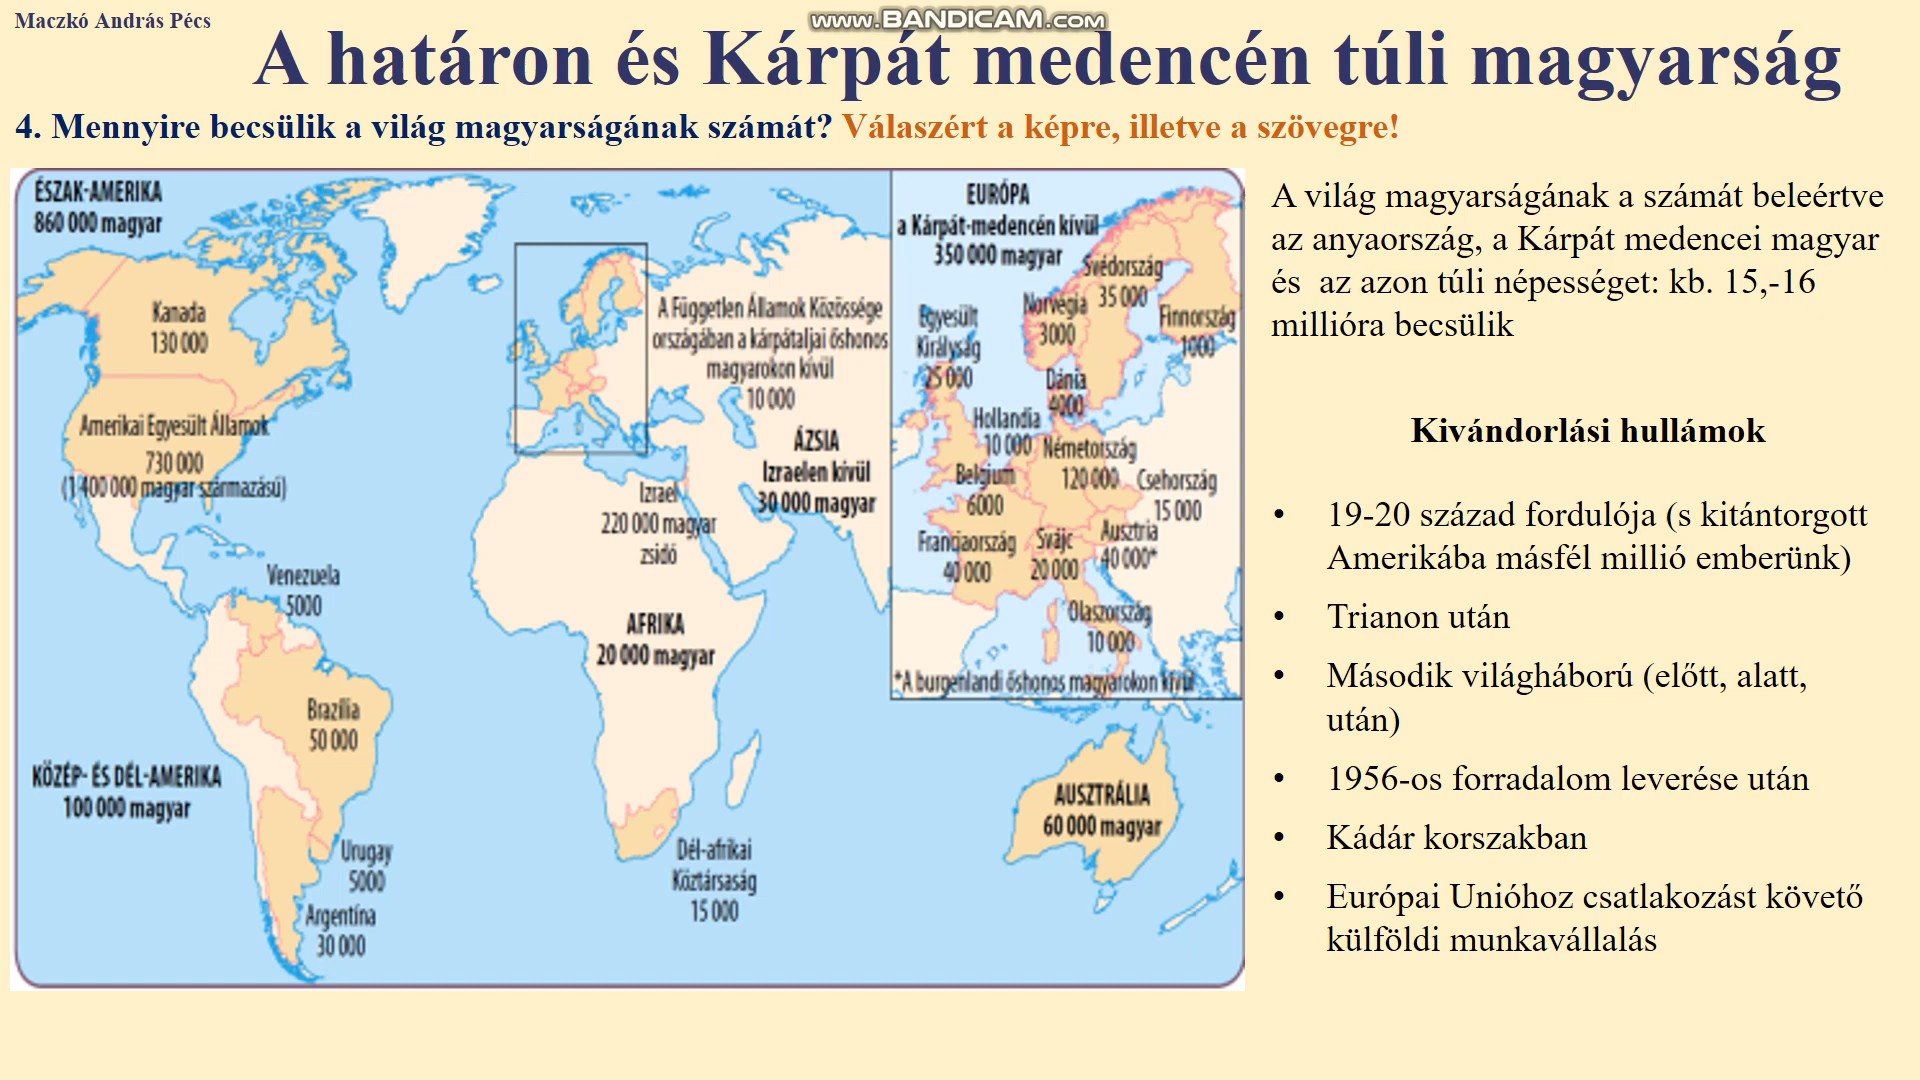 Maczkó András Pécs
www.BANDICAM.com
A határon és Kárpát medencén túli magyarság
4. Mennyire becsülik a világ magyarságának számát? Válaszért a képre, illetve a szövegre!
ÉSZAK-AMERIKA
860 000 magyar
Kanada
130 000
Amerikai Egyesült Államok
730 000
(1 400 000 magyar származású)
Venezuela
5000
Brazília
50 000
KÖZÉP- ÉS DÉL-AMERIKA
100 000 magyar
Urugay
5000
Argentína
30 000
A Független Államok Közössége
országában a kárpátaljai őshonos
magyarokon kívül
10 000
ÁZSIA
Izraelen kívül
30 000 magyar
Izrael
220 000 magyar
zsidó
AFRIKA
20 000 magyar
Dél-afrikai
Köztársaság
15 000
EURÓPA
a Kárpát-medencén kívül
350 000 magyar
Svédország
35 000
Norvégia
3000
Finnország
1000
Egyesült
Királyság
25 000
Dánia
4000
Hollandia
10 000
Németország
120 000
Belgium
6000
Csehország
15 000
Franciaország
40 000
Svájc
20 000
Ausztria
40 000*
Olaszország
10 000
*A burgenlandi őshonos magyarokon kívül
AUSZTRÁLIA
60 000 magyar
A világ magyarságának a számát beleértve
az anyaország, a Kárpát medencei magyar
és az azon túli népességet: kb. 15,-16
millióra becsülik
Kivándorlási hullámok
• 19-20 század fordulója (s kitántorgott
Amerikába másfél millió emberünk)
• Trianon után
• Második világháború (előtt, alatt,
után)
• 1956-os forradalom leverése után
• Kádár korszakban
• Európai Unióhoz csatlakozást követő
külföldi munkavállalás